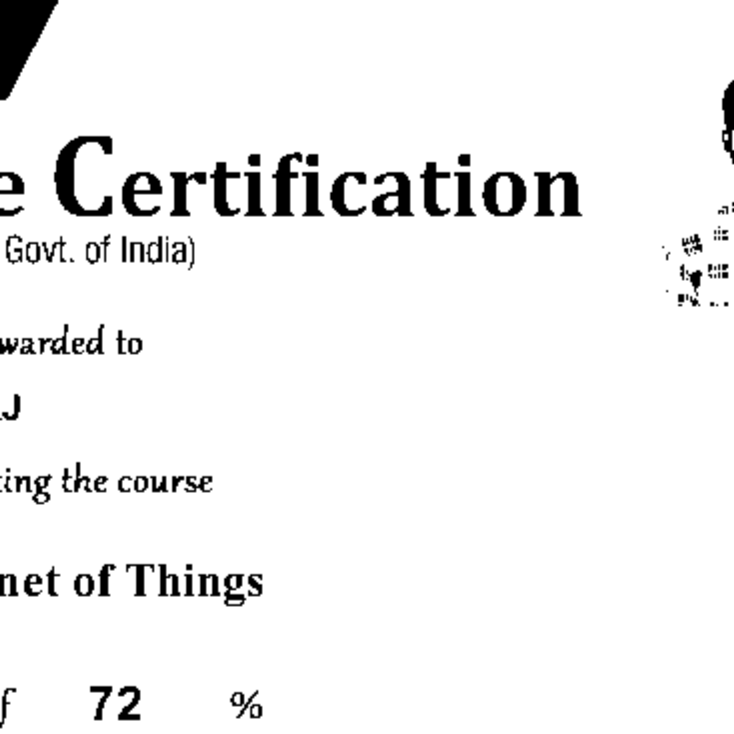 e Certification
Govt. of India)
warded to
J
ting the course
net of Things
f 72 %